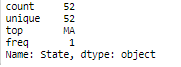 count     52
unique    52
top       MA
freq       1
Name: State, dtype: object